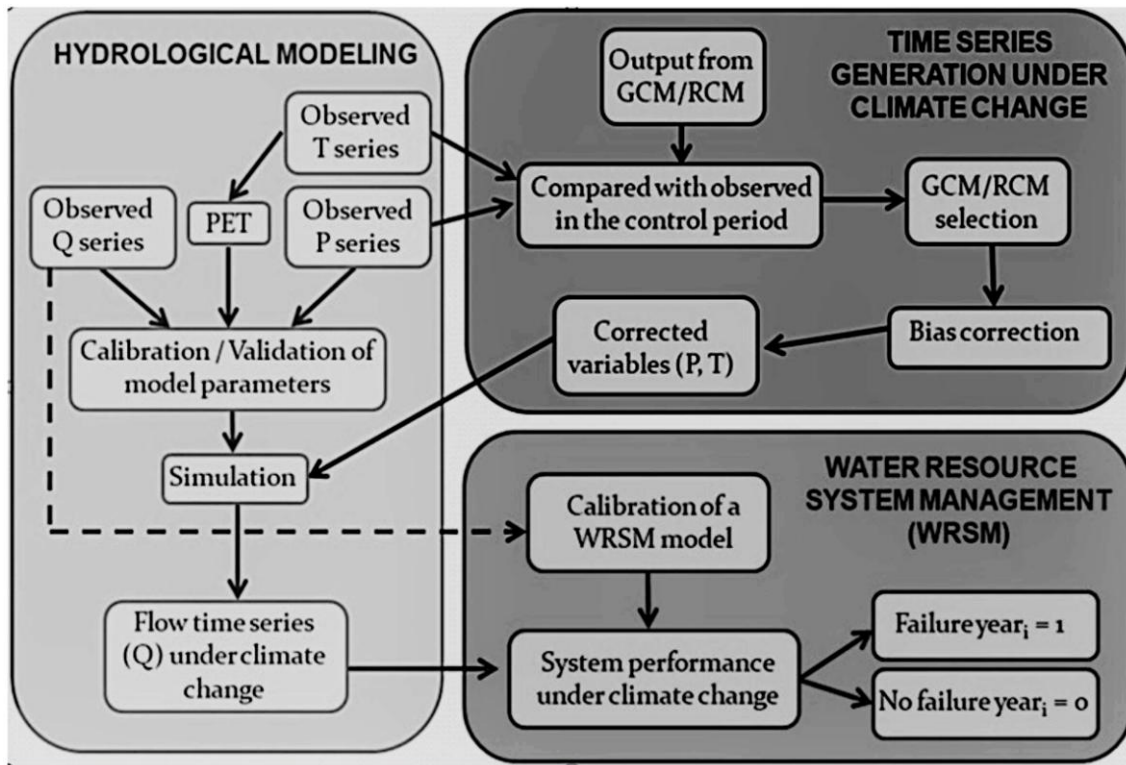 HYDROLOGICAL MODELING
Observed
T series
Observed
Q series
PET
Observed
P series
Calibration / Validation of
model parameters
Simulation
Flow time series
(Q) under climate
change
TIME SERIES
GENERATION UNDER
CLIMATE CHANGE
Output from
GCM/RCM
Compared with observed
in the control period
GCM/RCM
selection
Bias correction
Corrected
variables (P, T)
WATER RESOURCE
SYSTEM MANAGEMENT
(WRSM)
Calibration of a
WRSM model
System performance
under climate change
Failure yearᵢ = 1
No failure yearᵢ = 0